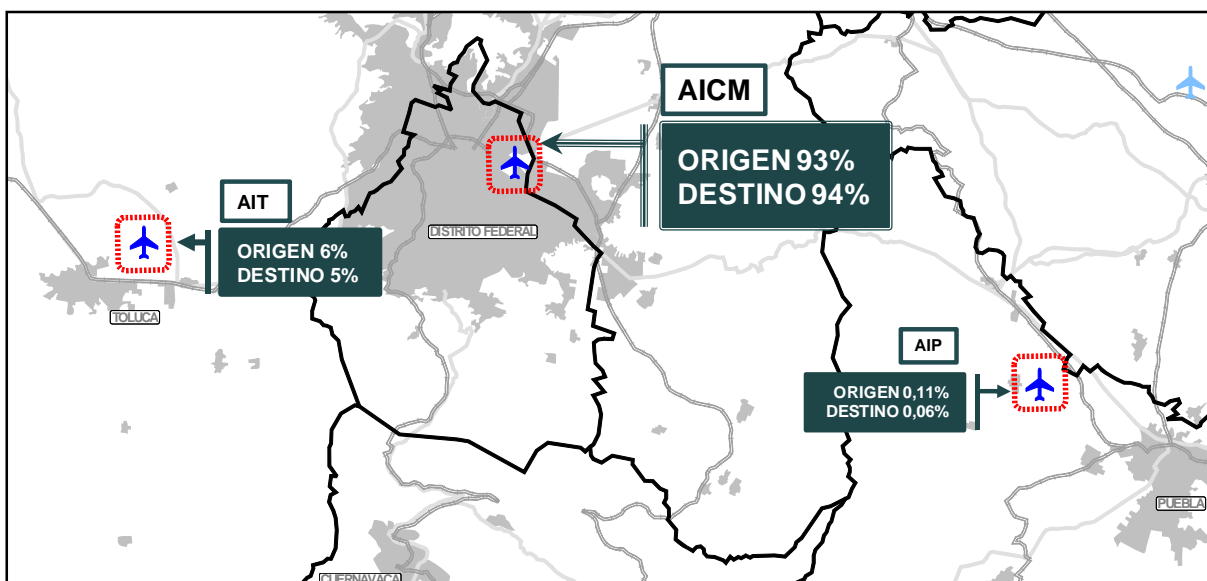 AICM
ORIGEN 93%
DESTINO 94%
AIT
ORIGEN 6%
DESTINO 5%
DISTRITO FEDERAL
TOLUCA
AIP
ORIGEN 0,11%
DESTINO 0,06%
PUEBLA
CUERNAVACA